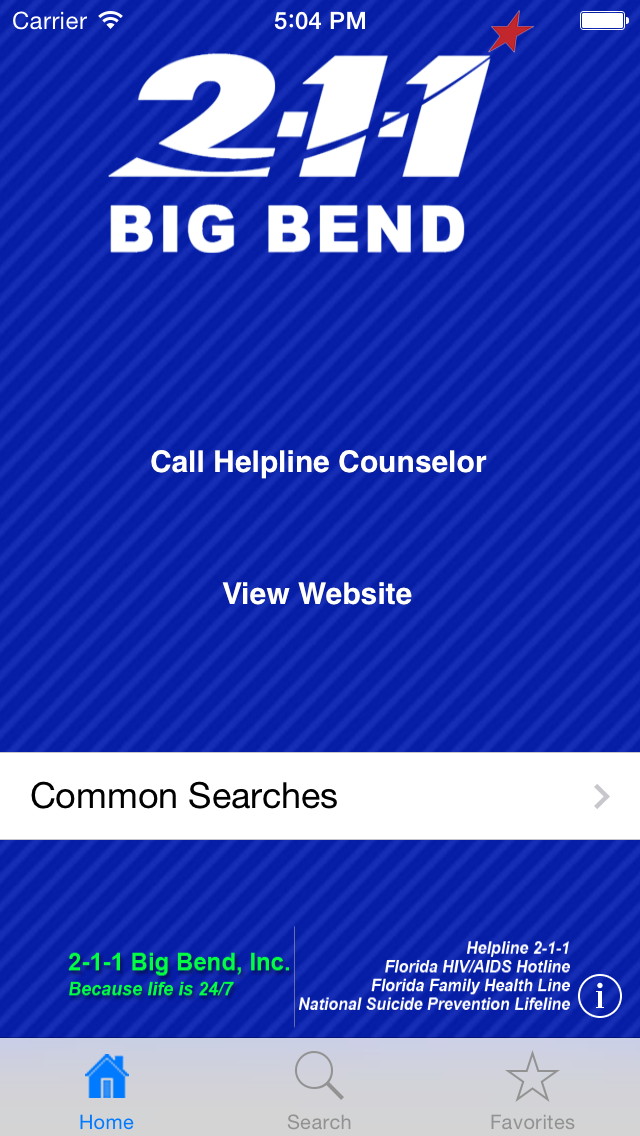 Carrier 5:04 PM
2-1-1
BIG BEND
Call Helpline Counselor
View Website
Common Searches
2-1-1 Big Bend, Inc.
Because life is 24/7
Helpline 2-1-1
Florida HIV/AIDS Hotline
Florida Family Health Line
National Suicide Prevention Lifeline
i
Home Search Favorites